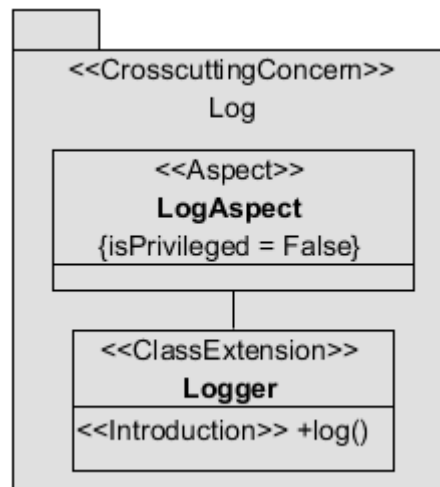 <<CrosscuttingConcern>>
Log
<<Aspect>>
LogAspect
{isPrivileged = False}
<<ClassExtension>>
Logger
<<Introduction>> +log()